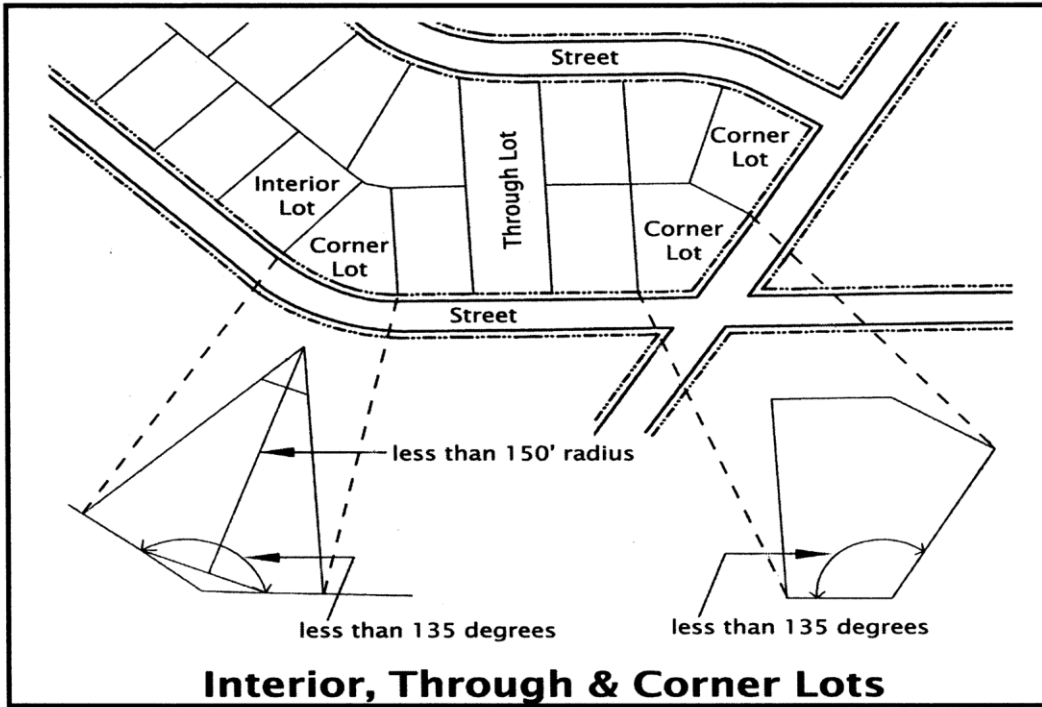 Street
Corner
Lot
Through Lot
Interior
Lot
Corner
Lot
Corner
Lot
Street
less than 150' radius
less than 135 degrees
less than 135 degrees
Interior, Through & Corner Lots